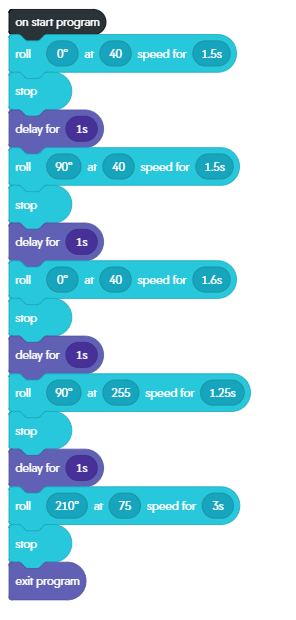 on start program
roll 0° at 40 speed for 1.5s
stop
delay for 1s
roll 90° at 40 speed for 1.5s
stop
delay for 1s
roll 0° at 40 speed for 1.6s
stop
delay for 1s
roll 90° at 255 speed for 1.25s
stop
delay for 1s
roll 210° at 75 speed for 3s
stop
exit program